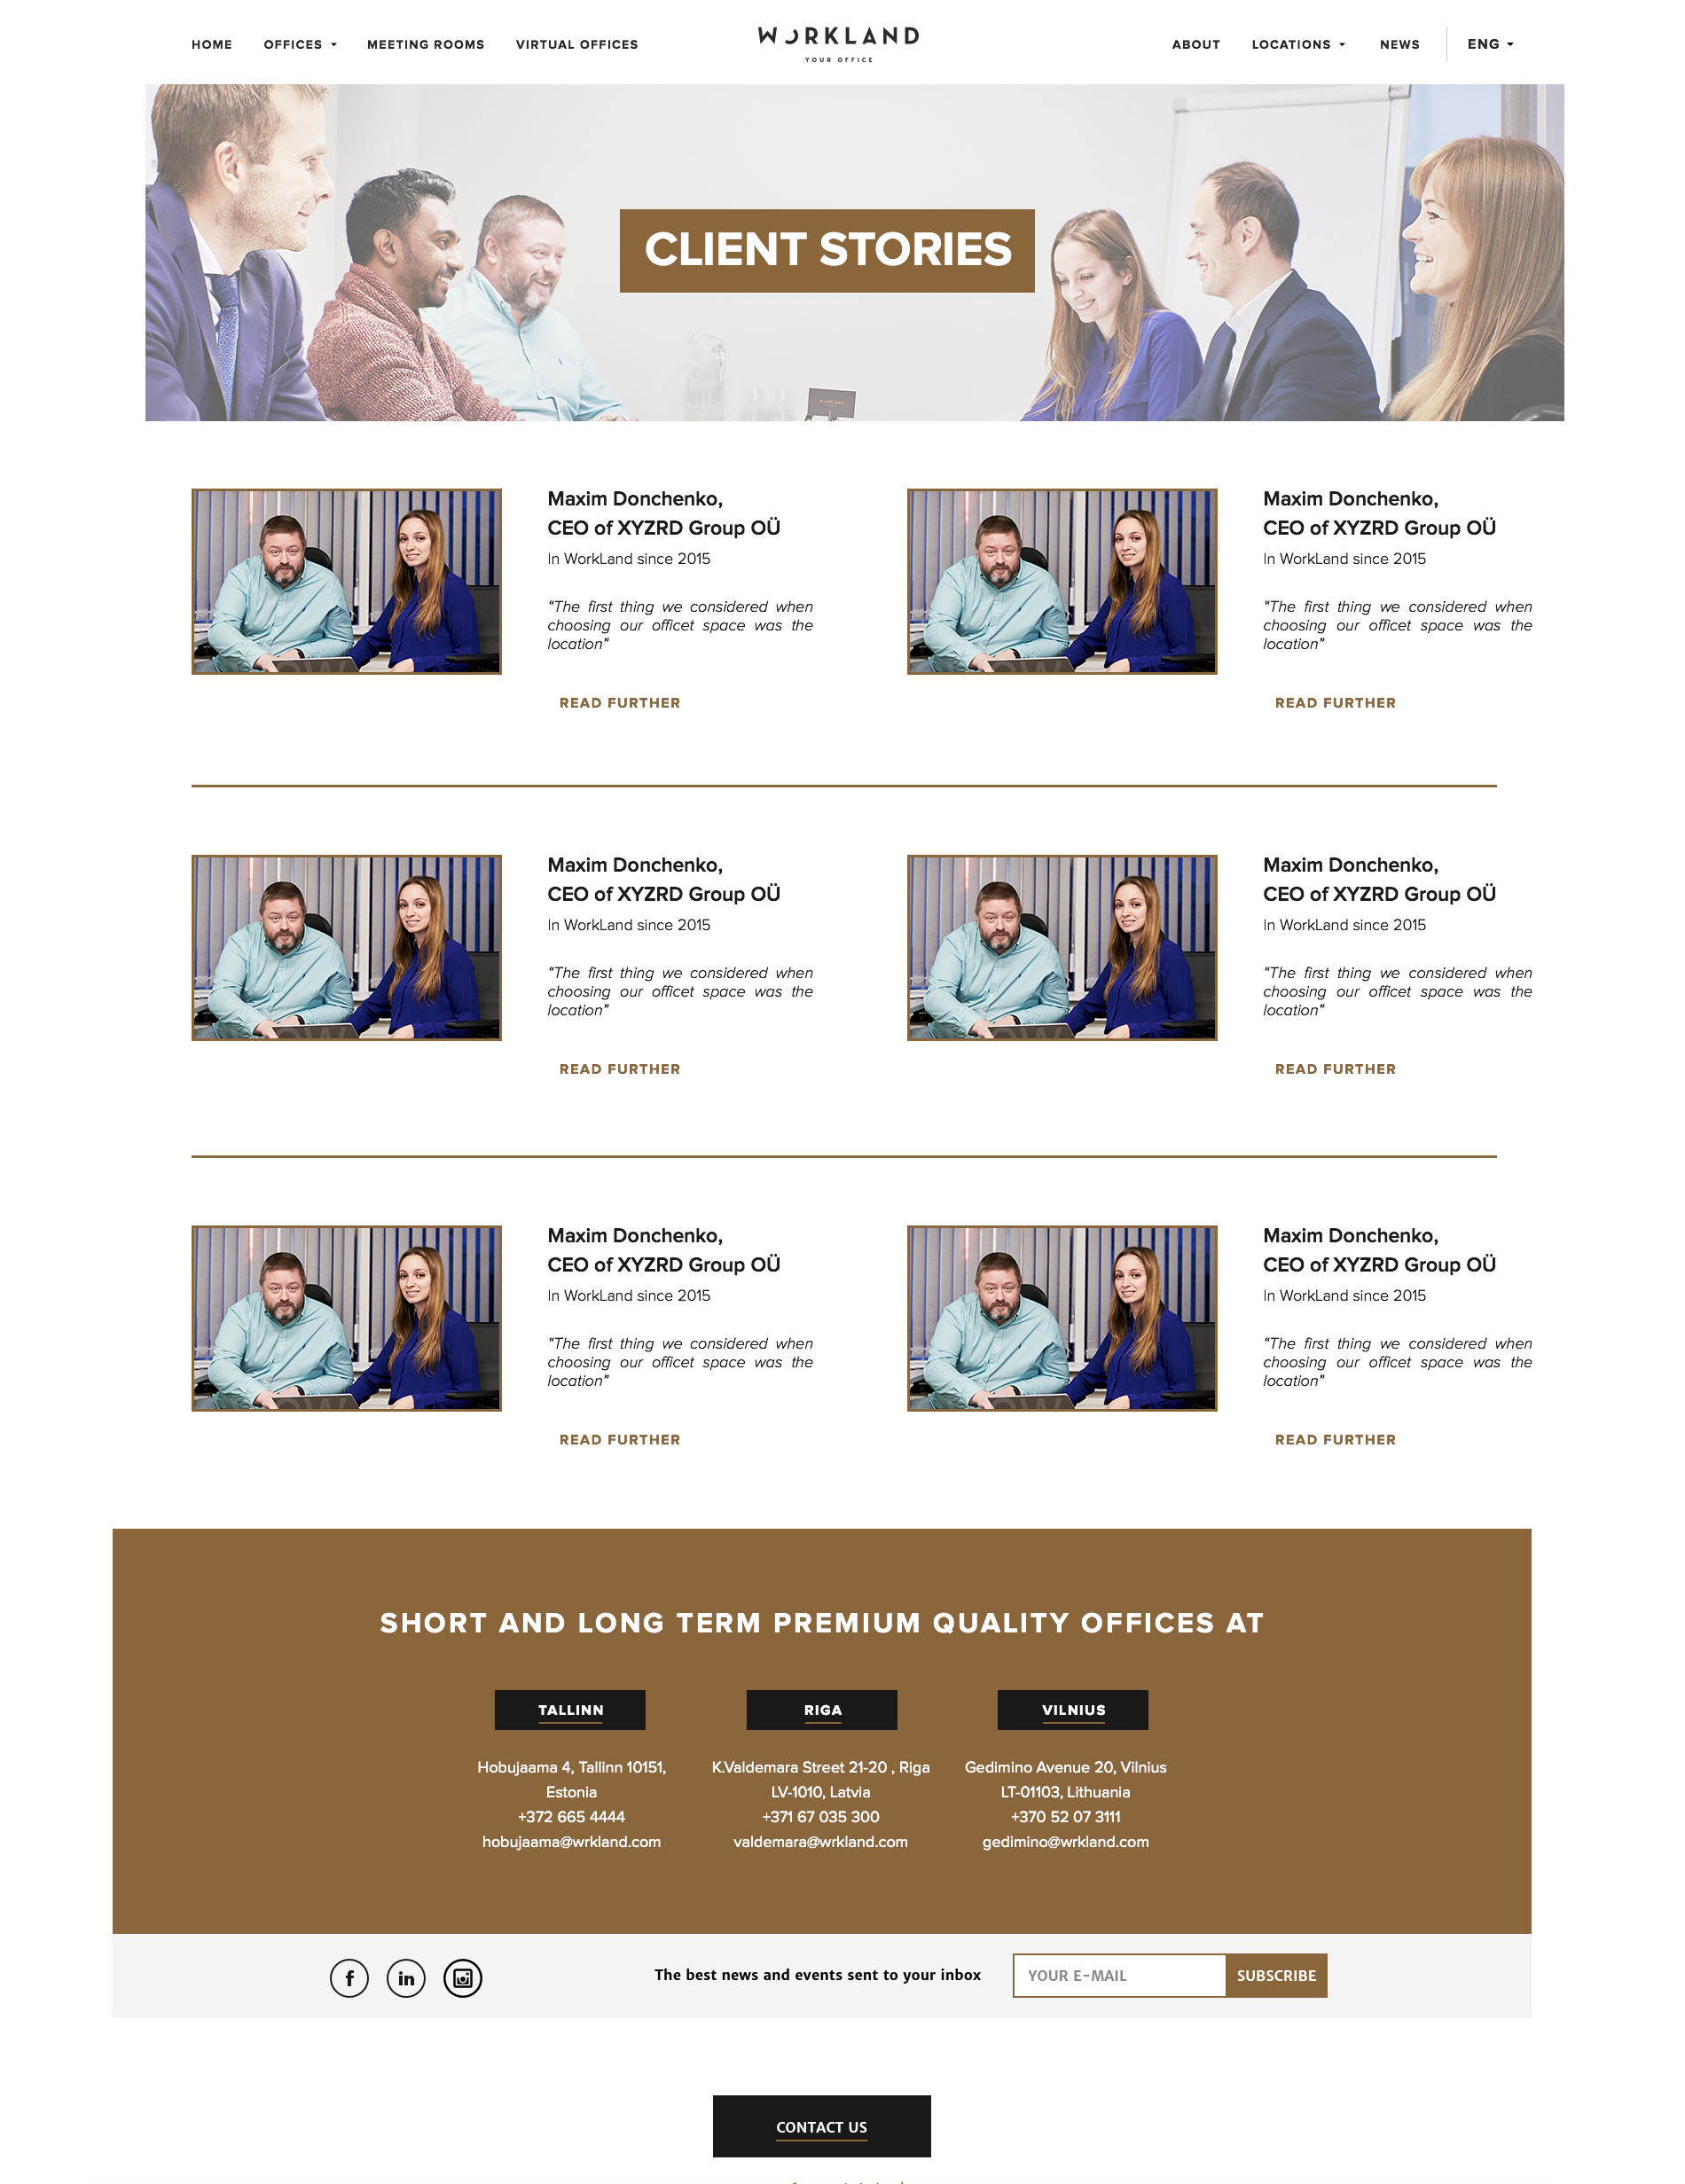 HOME OFFICES MEETING ROOMS VIRTUAL OFFICES WORKLAND ABOUT LOCATIONS NEWS ENG
YOUR OFFICE
CLIENT STORIES
WORKLAND
Maxim Donchenko,
CEO of XYZRD Group OÜ
In WorkLand since 2015
“The first thing we considered when
choosing our officet space was the
location”
READ FURTHER
Maxim Donchenko,
CEO of XYZRD Group OÜ
In WorkLand since 2015
“The first thing we considered when
choosing our officet space was the
location”
READ FURTHER
Maxim Donchenko,
CEO of XYZRD Group OÜ
In WorkLand since 2015
“The first thing we considered when
choosing our officet space was the
location”
READ FURTHER
Maxim Donchenko,
CEO of XYZRD Group OÜ
In WorkLand since 2015
“The first thing we considered when
choosing our officet space was the
location”
READ FURTHER
Maxim Donchenko,
CEO of XYZRD Group OÜ
In WorkLand since 2015
“The first thing we considered when
choosing our officet space was the
location”
READ FURTHER
Maxim Donchenko,
CEO of XYZRD Group OÜ
In WorkLand since 2015
“The first thing we considered when
choosing our officet space was the
location”
READ FURTHER
SHORT AND LONG TERM PREMIUM QUALITY OFFICES AT
TALLINN
Hobujaama 4, Tallinn 10151,
Estonia
+372 665 4444
hobujaama@wrkland.com
RIGA
K.Valdemara Street 21-20 , Riga
LV-1010, Latvia
+371 67 035 300
valdemara@wrkland.com
VILNIUS
Gedimino Avenue 20, Vilnius
LT-01103, Lithuania
+370 52 07 3111
gedimino@wrkland.com
f in
The best news and events sent to your inbox
YOUR E-MAIL SUBSCRIBE
CONTACT US